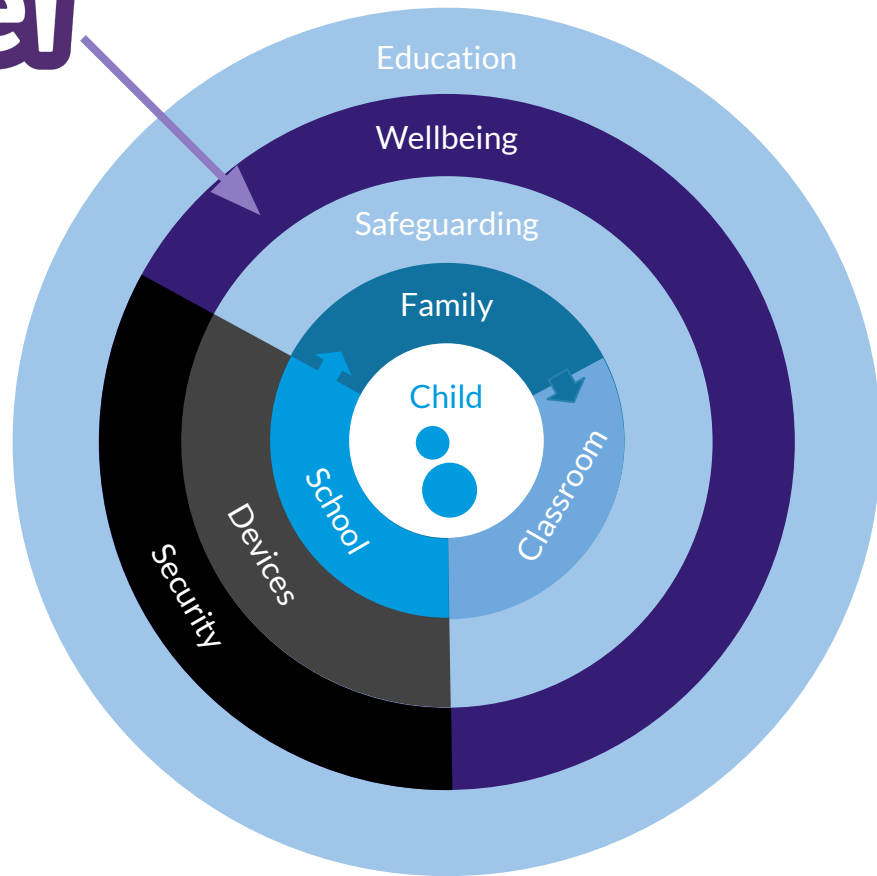 Education
Wellbeing
Safeguarding
Family
Child
School
Classroom
Devices
Security